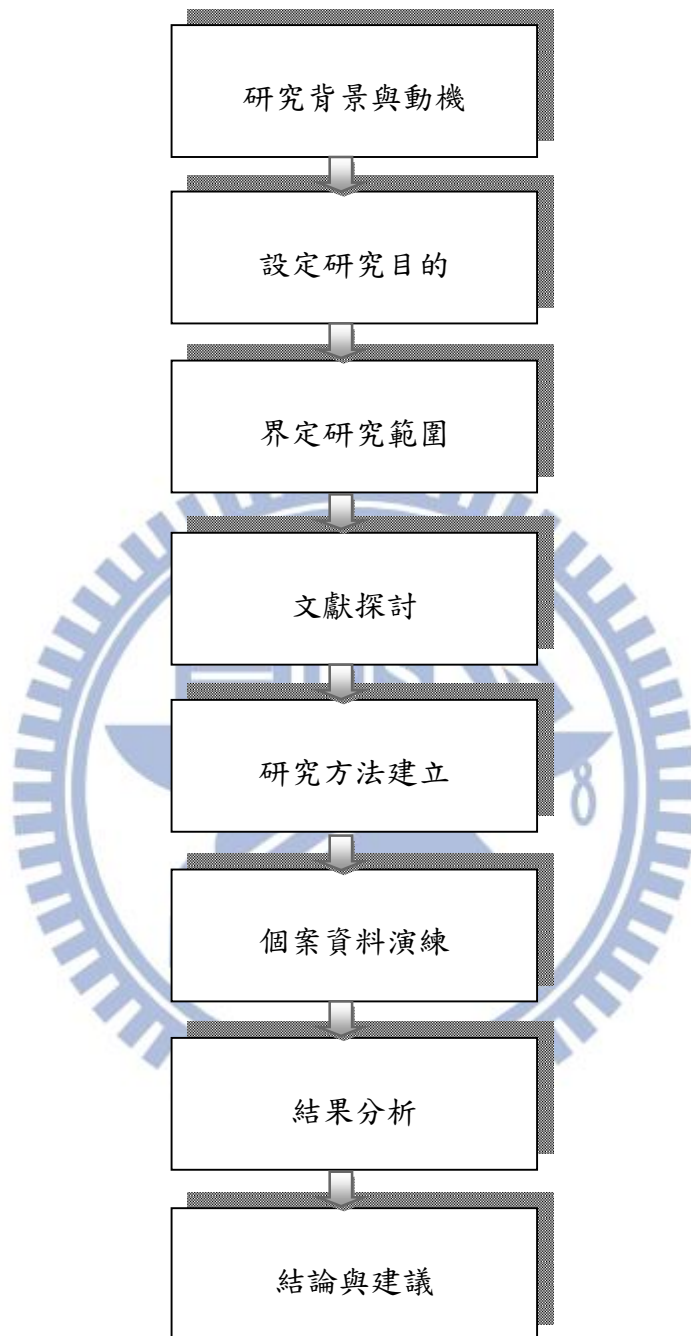 研究背景與動機
設定研究目的
界定研究範圍
文獻探討
研究方法建立
個案資料演練
結果分析
結論與建議